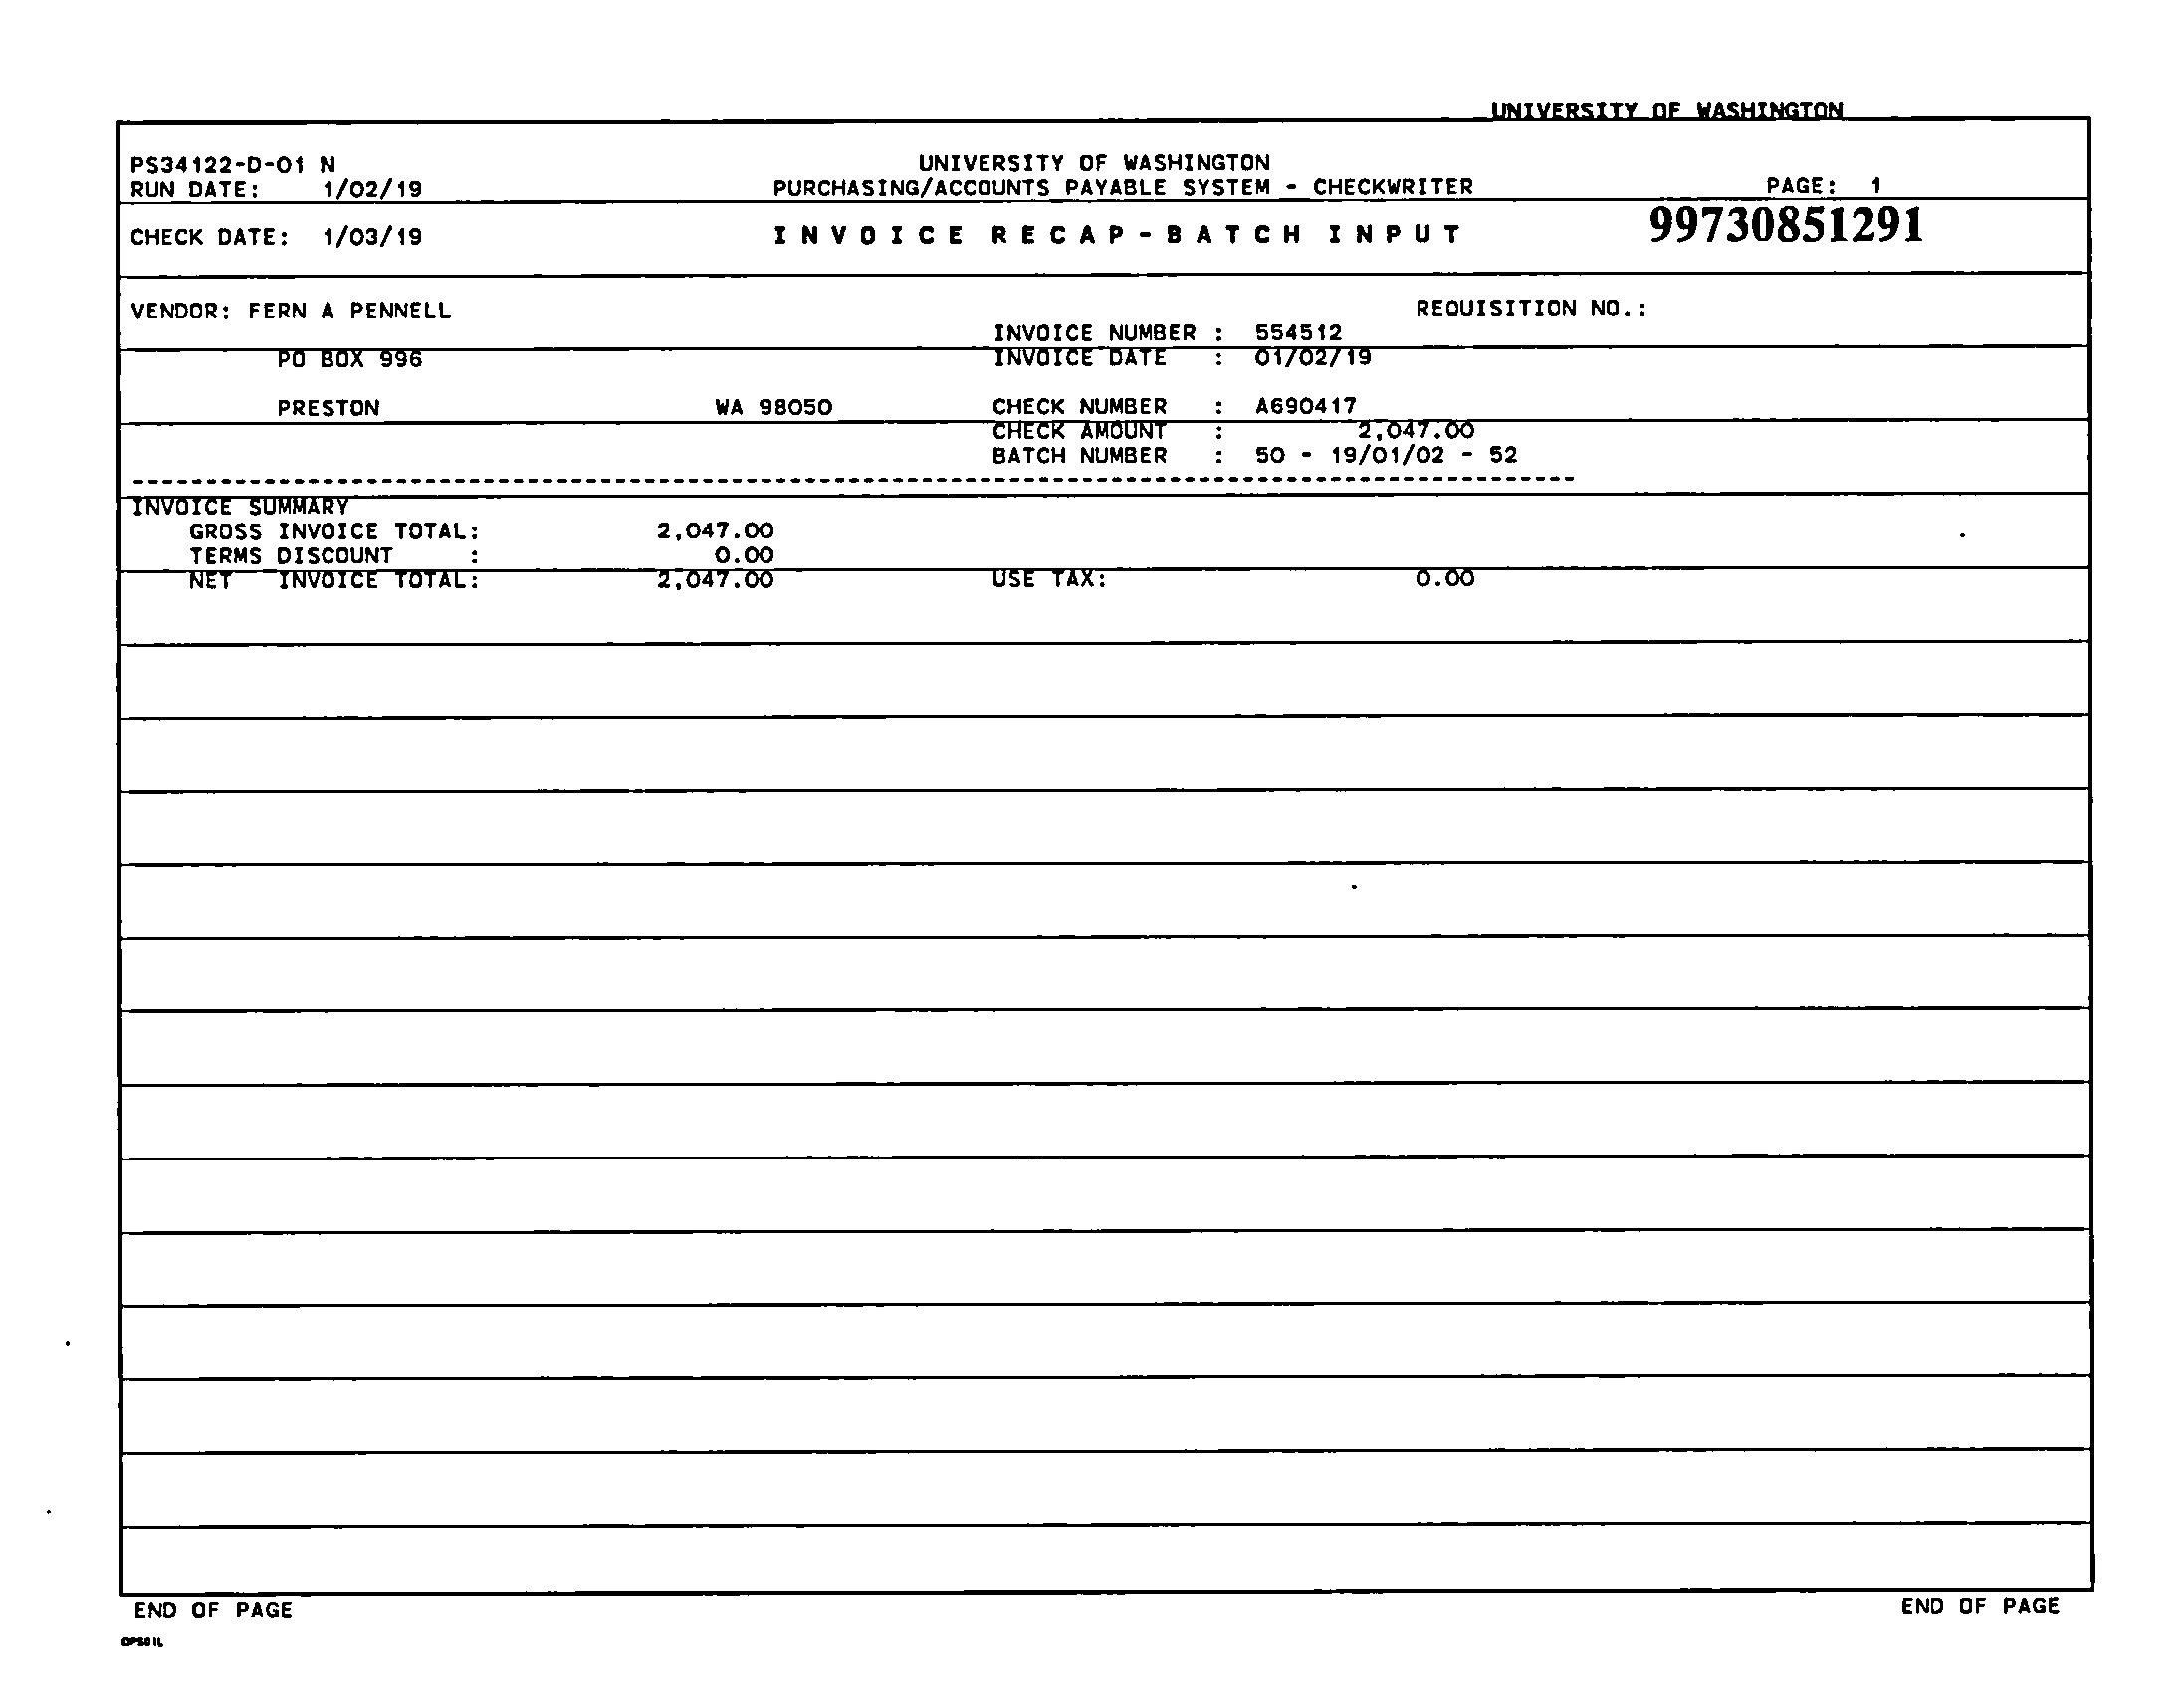 UNIVERSITY OF WASHINGTON
PS34122-D-01 N UNIVERSITY OF WASHINGTON
RUN DATE: 1/02/19 PURCHASING/ACCOUNTS PAYABLE SYSTEM - CHECKWRITER PAGE: 1
CHECK DATE: 1/03/19 INVOICE RECAP-BATCH INPUT 99730851291
VENDOR: FERN A PENNELL REQUISITION NO.:
INVOICE NUMBER : 554512
PO BOX 996 INVOICE DATE : 01/02/19
PRESTON WA 98050 CHECK NUMBER : A690417
CHECK AMOUNT : 2,047.00
BATCH NUMBER : 50 - 19/01/02 - 52
INVOICE SUMMARY
GROSS INVOICE TOTAL: 2,047.00
TERMS DISCOUNT : 0.00
NET INVOICE TOTAL: 2,047.00 USE TAX: 0.00
END OF PAGE END OF PAGE